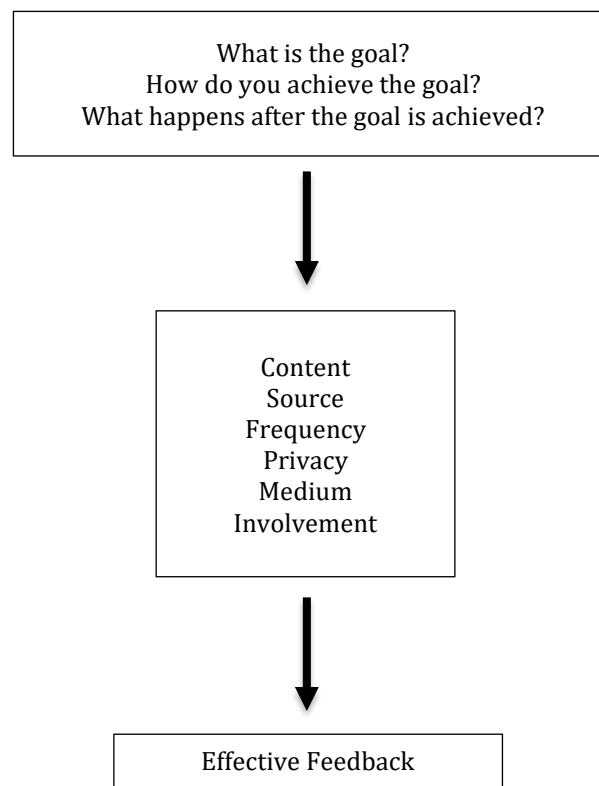 What is the goal?
How do you achieve the goal?
What happens after the goal is achieved?
Content
Source
Frequency
Privacy
Medium
Involvement
Effective Feedback